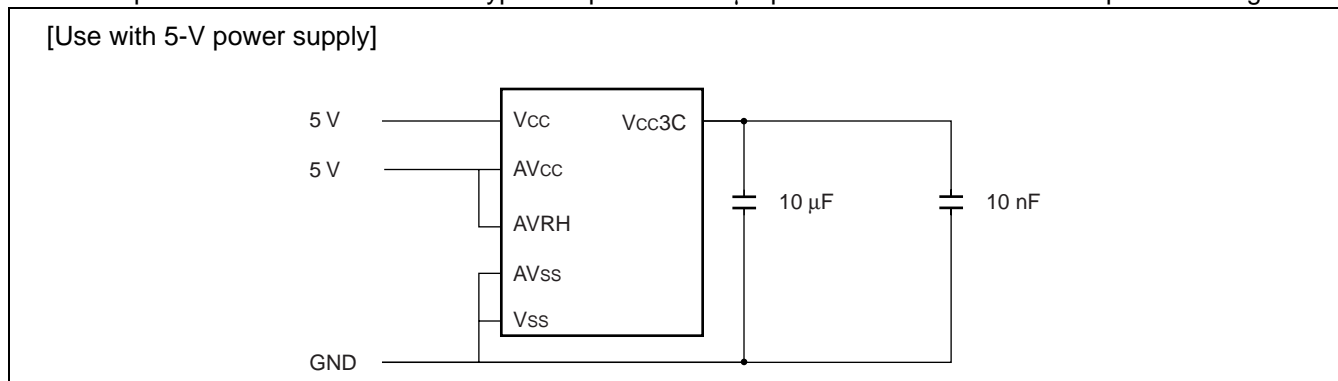 [Use with 5-V power supply]
5 V
Vcc
Vcc3C
5 V
AVcc
10 μF
10 nF
AVRH
AVss
Vss
GND